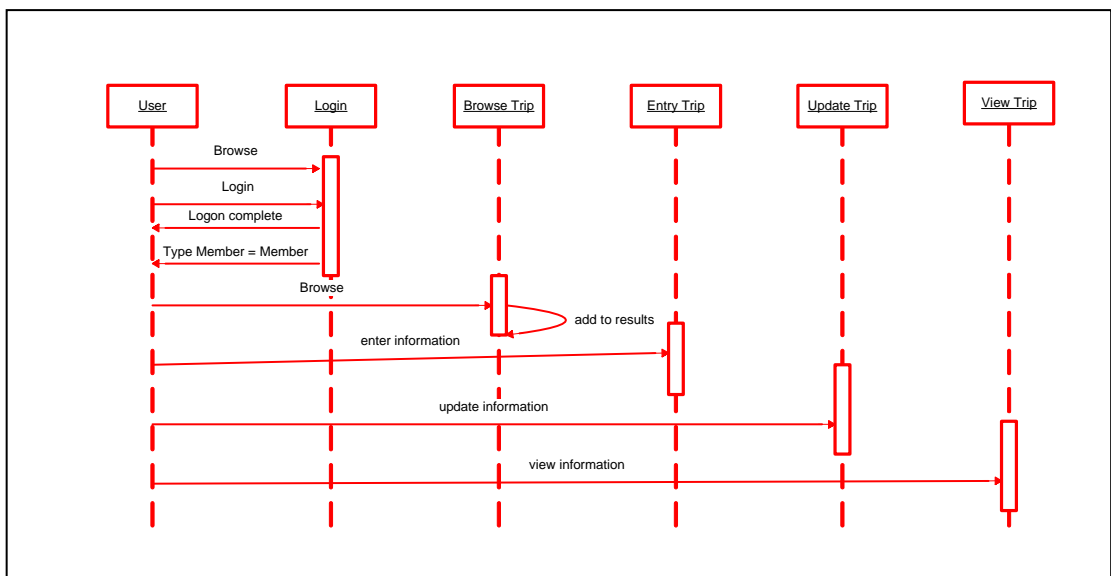 User
Login
Browse Trip
Entry Trip
Update Trip
View Trip
Browse
Login
Logon complete
Type Member = Member
Browse
add to results
enter information
update information
view information